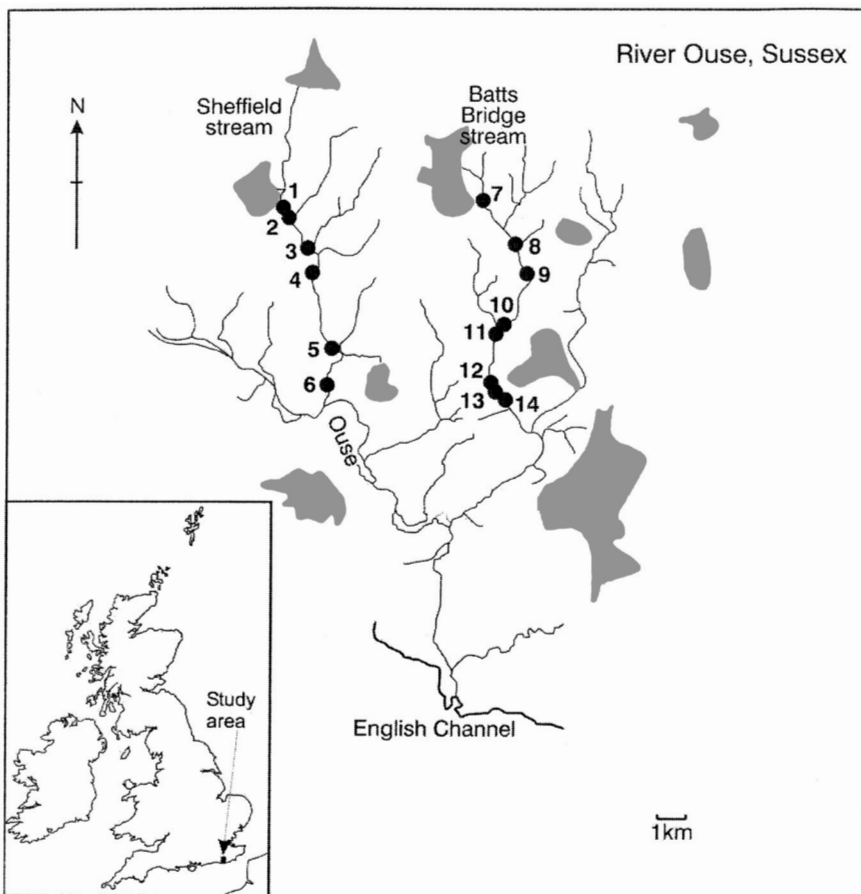 River Ouse, Sussex
N
Sheffield
stream
Batts
Bridge
stream
1
2
3
4
5
6
7
8
9
10
11
12
13
14
Ouse
Study
area
English Channel
1km